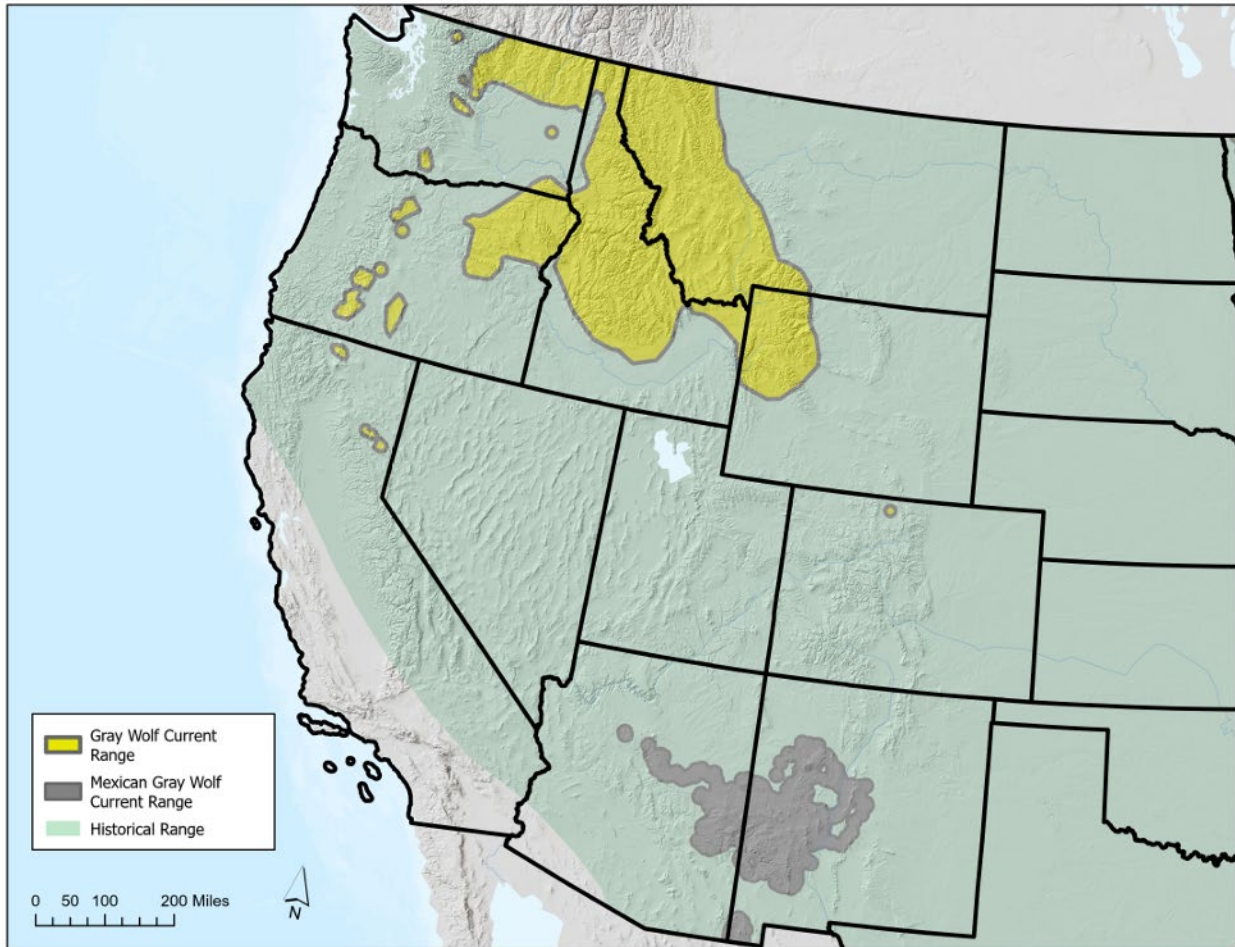 Gray Wolf Current
Range
Mexican Gray Wolf
Current Range
Historical Range
0 50 100 200 Miles
N